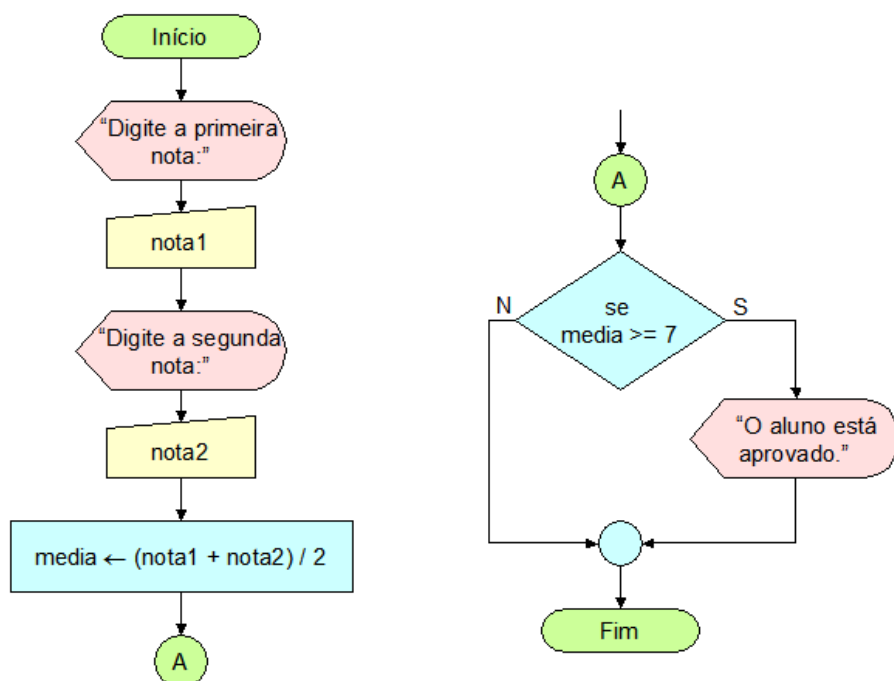 Início
“Digite a primeira
nota:”
nota1
“Digite a segunda
nota:”
nota2
media ← (nota1 + nota2) / 2
A
A
N
se
media >= 7
S
“O aluno está
aprovado.”
Fim